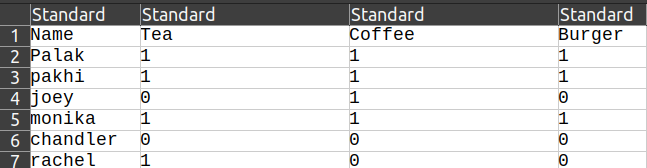 Standard Standard Standard Standard
1 Name Tea Coffee Burger
2 Palak 1 1 1
3 pakhi 1 1 1
4 joey 0 1 0
5 monika 1 1 1
6 chandler 0 0 0
7 rachel 1 0 0